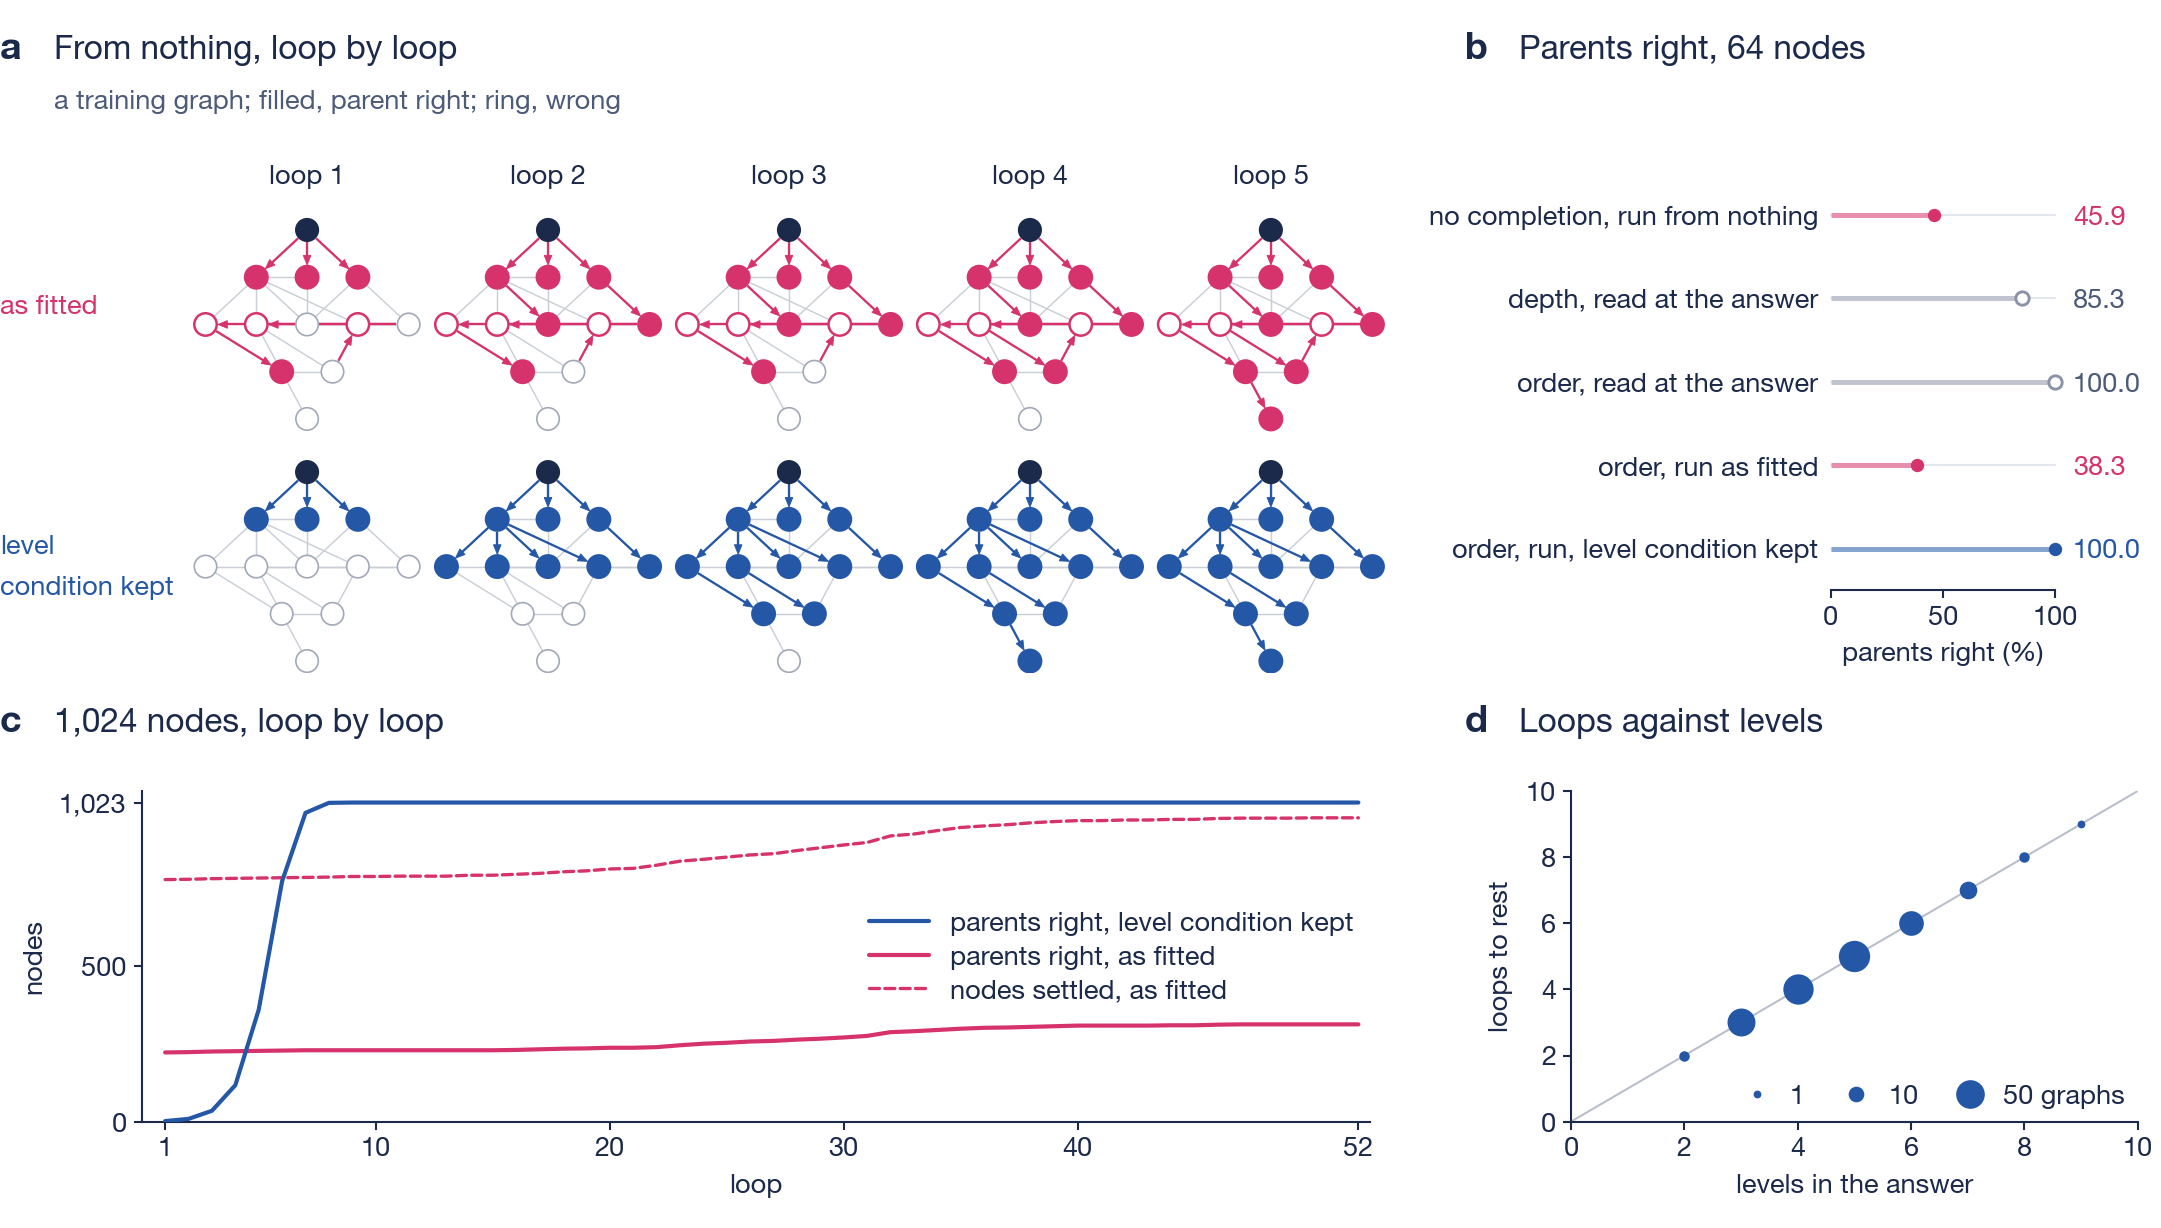 a From nothing, loop by loop
a training graph; filled, parent right; ring, wrong
loop 1 loop 2 loop 3 loop 4 loop 5
as fitted
level
condition kept
b Parents right, 64 nodes
no completion, run from nothing 45.9
depth, read at the answer 85.3
order, read at the answer 100.0
order, run as fitted 38.3
order, run, level condition kept 100.0
0 50 100
parents right (%)
c 1,024 nodes, loop by loop
1,023
500
0
nodes
parents right, level condition kept
parents right, as fitted
nodes settled, as fitted
1 10 20 30 40 52
loop
d Loops against levels
10
8
6
4
2
0
loops to rest
1 10 50 graphs
0 2 4 6 8 10
levels in the answer